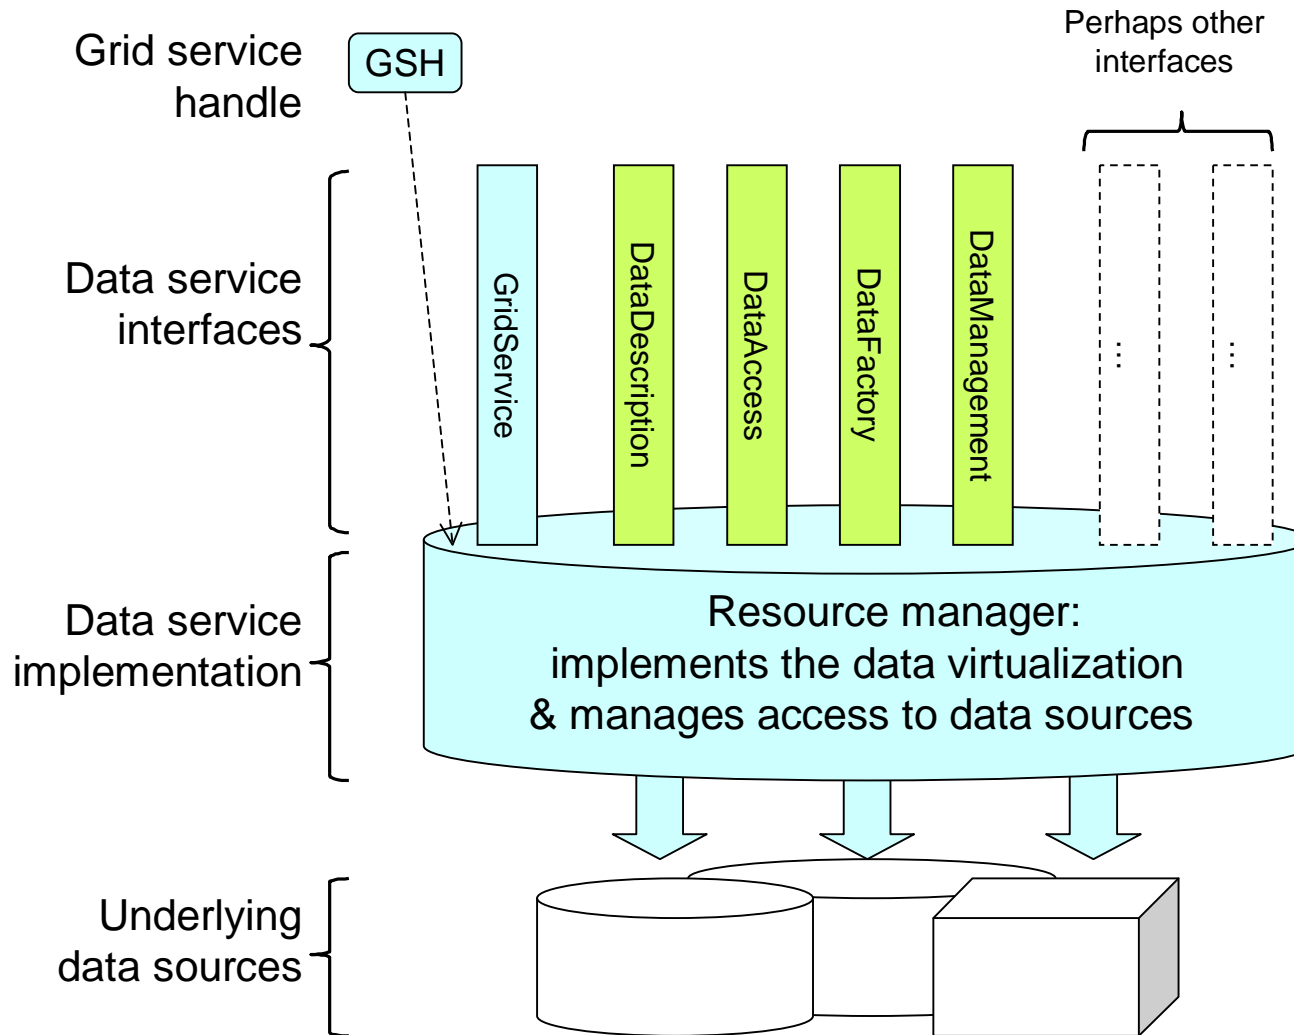 Grid service
handle
GSH
Perhaps other
interfaces
Data service
interfaces
GridService
DataDescription
DataAccess
DataFactory
DataManagement
...
...
Data service
implementation
Resource manager:
implements the data virtualization
& manages access to data sources
Underlying
data sources